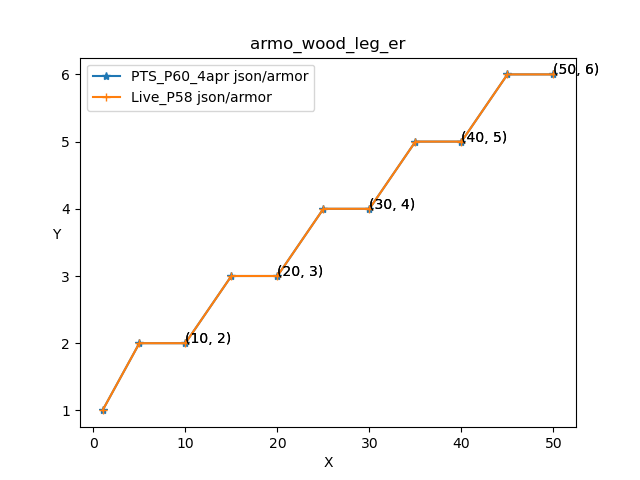 armo_wood_leg_er
PTS_P60_4apr json/armor
Live_P58 json/armor
6
(50, 6)
5
(40, 5)
4
(30, 4)
Y
3
(20, 3)
2
(10, 2)
1
0 10 20 30 40 50
X